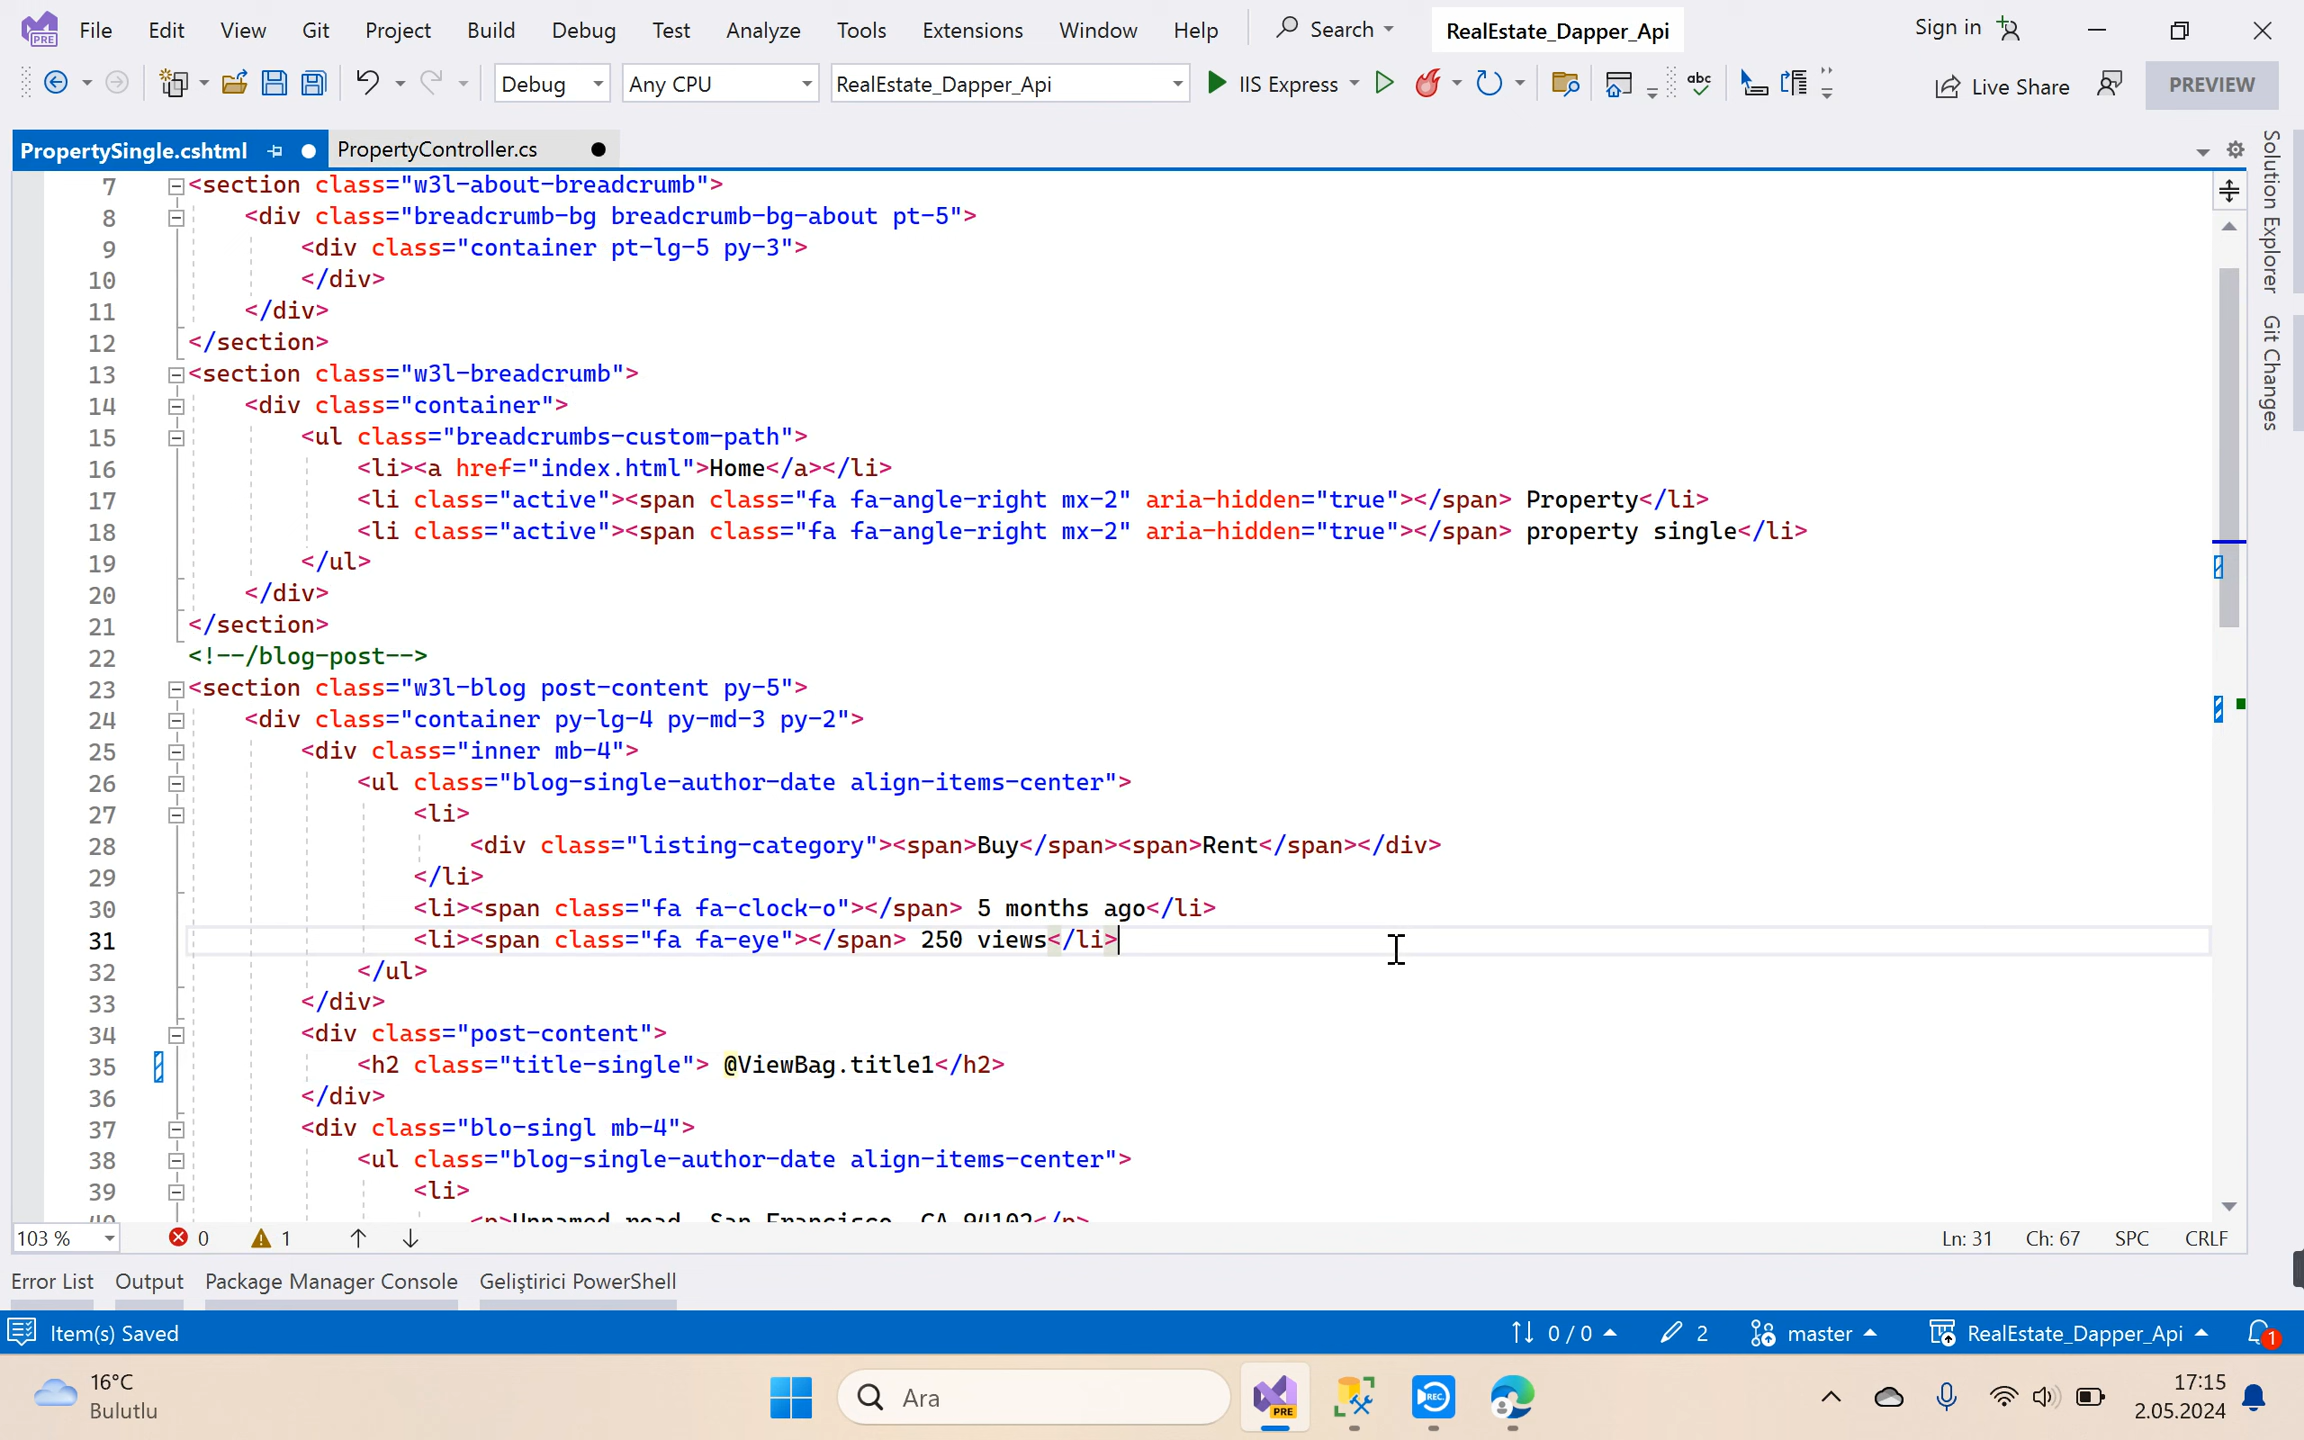 PRE File Edit View Git Project Build Debug Test Analyze Tools Extensions Window Help Search RealEstate_Dapper_Api Sign in
Debug Any CPU RealEstate_Dapper_Api IIS Express abc Live Share PREVIEW
PropertySingle.cshtml PropertyController.cs
Solution Explorer
Git Changes
7 <section class="w3l-about-breadcrumb">
8 <div class="breadcrumb-bg breadcrumb-bg-about pt-5">
9 <div class="container pt-lg-5 py-3">
10 </div>
11 </div>
12 </section>
13 <section class="w3l-breadcrumb">
14 <div class="container">
15 <ul class="breadcrumbs-custom-path">
16 <li><a href="index.html">Home</a></li>
17 <li class="active"><span class="fa fa-angle-right mx-2" aria-hidden="true"></span> Property</li>
18 <li class="active"><span class="fa fa-angle-right mx-2" aria-hidden="true"></span> property single</li>
19 </ul>
20 </div>
21 </section>
22 <!--/blog-post-->
23 <section class="w3l-blog post-content py-5">
24 <div class="container py-lg-4 py-md-3 py-2">
25 <div class="inner mb-4">
26 <ul class="blog-single-author-date align-items-center">
27 <li>
28 <div class="listing-category"><span>Buy</span><span>Rent</span></div>
29 </li>
30 <li><span class="fa fa-clock-o"></span> 5 months ago</li>
31 <li><span class="fa fa-eye"></span> 250 views</li>
32 </ul>
33 </div>
34 <div class="post-content">
35 <h2 class="title-single"> @ViewBag.title1</h2>
36 </div>
37 <div class="blo-singl mb-4">
38 <ul class="blog-single-author-date align-items-center">
39 <li>
40 <p>Unnamed road, San Francisco, CA 94102</p>
103 % 0 1 Ln: 31 Ch: 67 SPC CRLF
Error List Output Package Manager Console Geliştirici PowerShell
Item(s) Saved 0 / 0 2 master RealEstate_Dapper_Api 1
16°C
Bulutlu
Ara
PRE
REC
17:15
2.05.2024